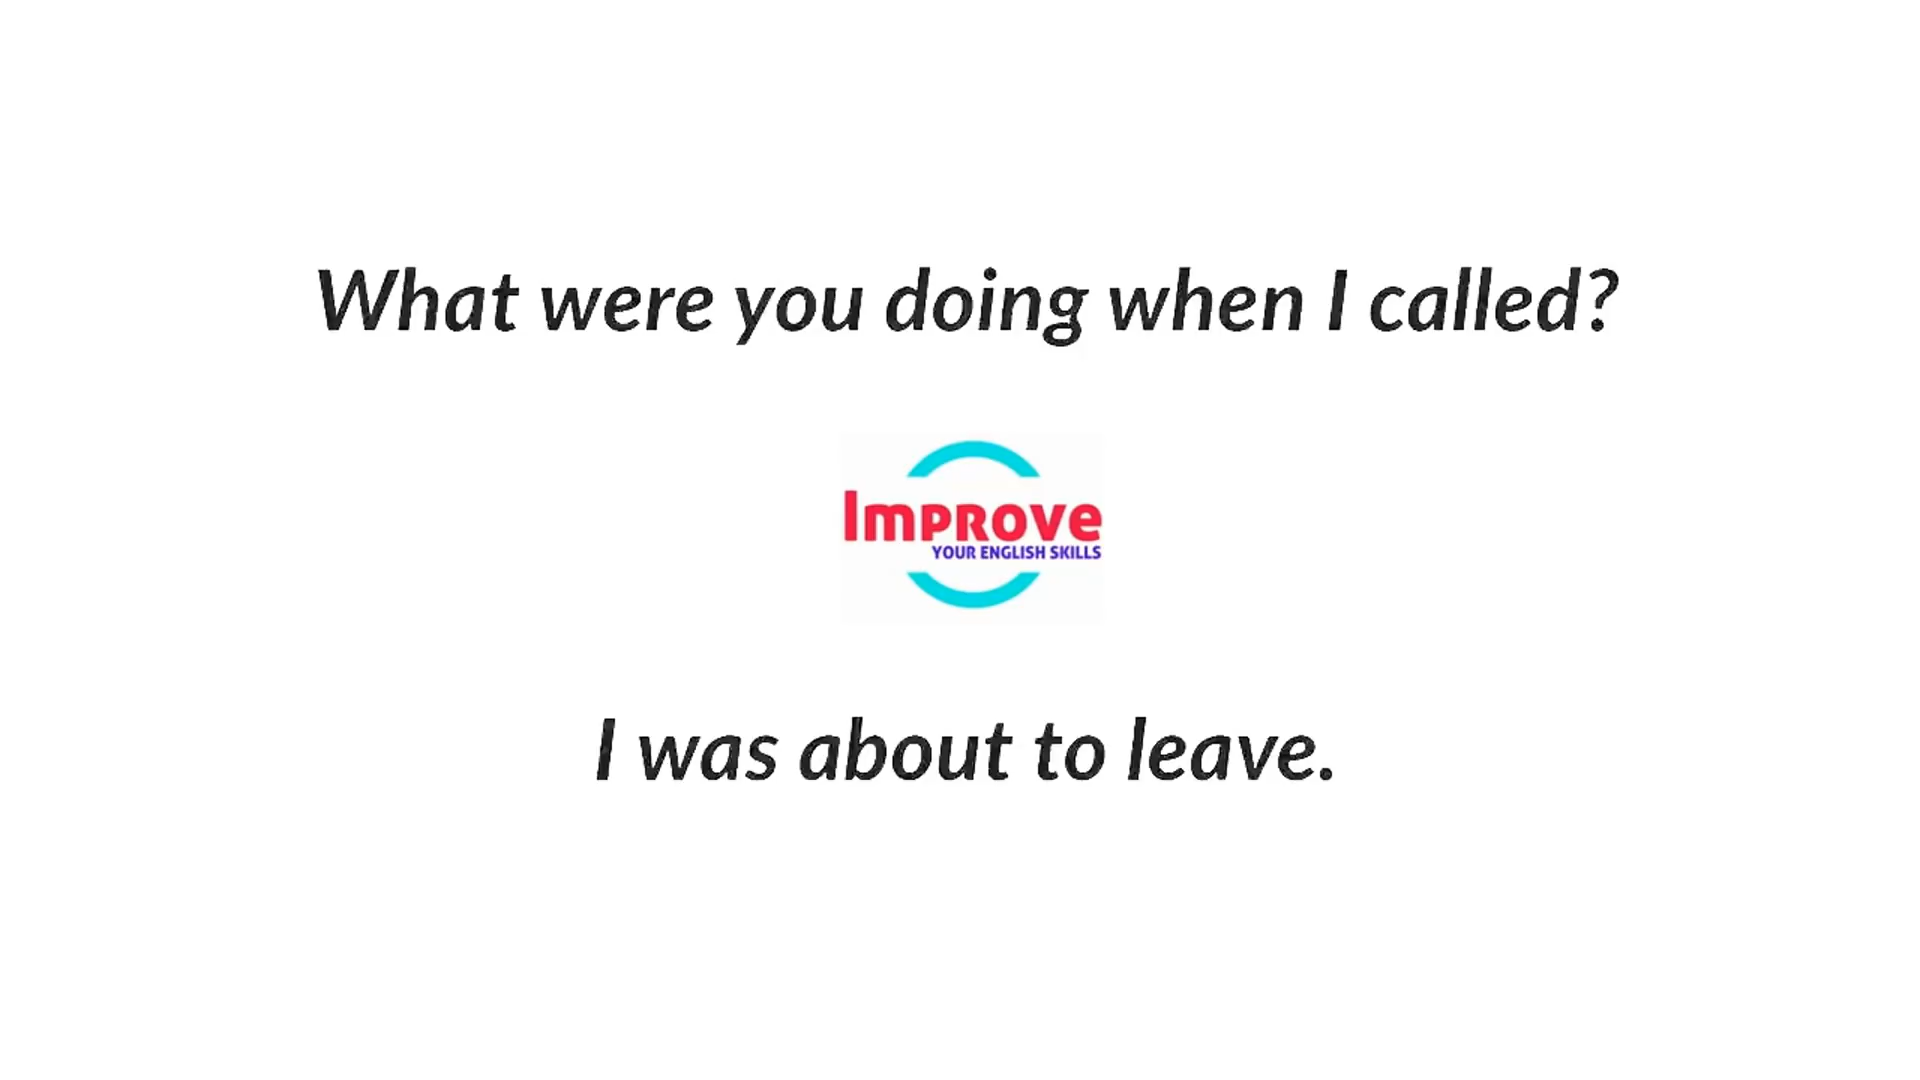 What were you doing when I called?
Improve
YOUR ENGLISH SKILLS
I was about to leave.